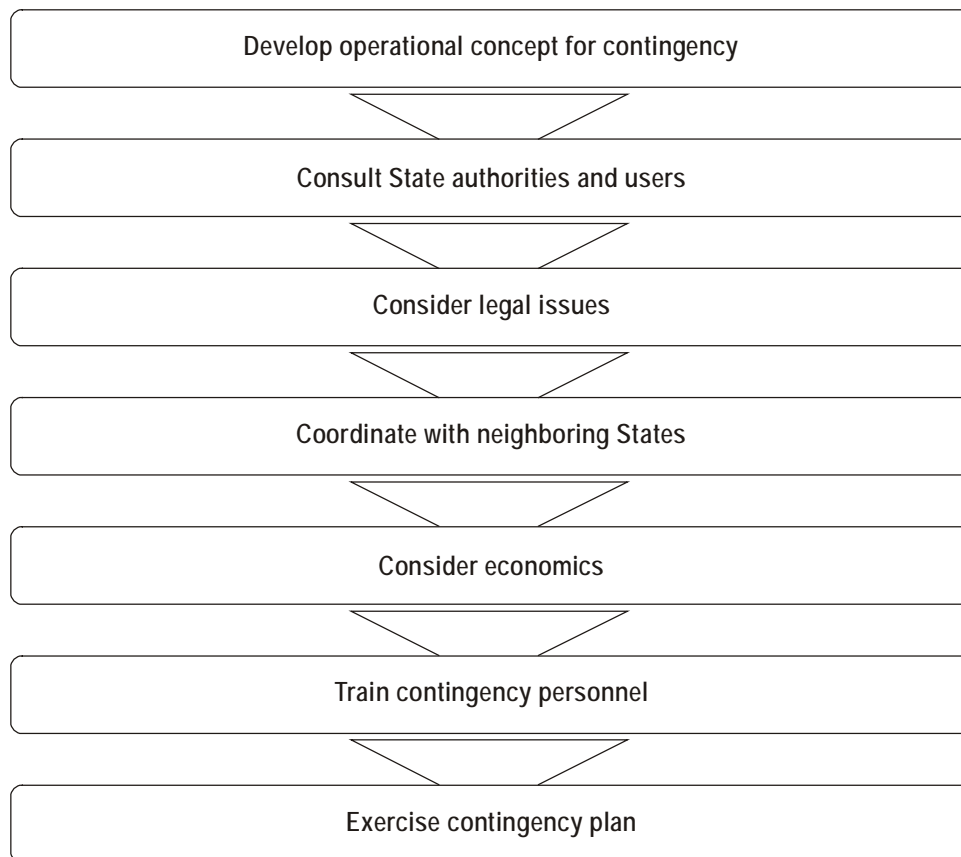 Develop operational concept for contingency
Consult State authorities and users
Consider legal issues
Coordinate with neighboring States
Consider economics
Train contingency personnel
Exercise contingency plan